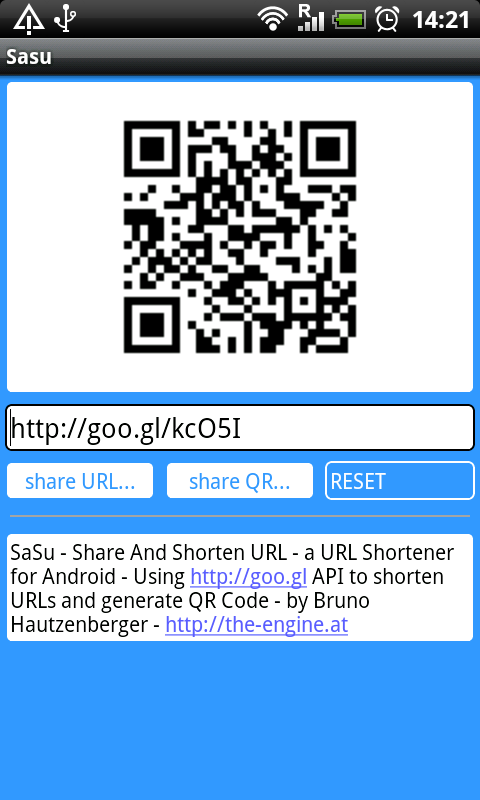 R
14:21
Sasu
http://goo.gl/kcO5I
share URL...
share QR...
RESET
SaSu - Share And Shorten URL - a URL Shortener
for Android - Using http://goo.gl API to shorten
URLs and generate QR Code - by Bruno
Hautzenberger - http://the-engine.at